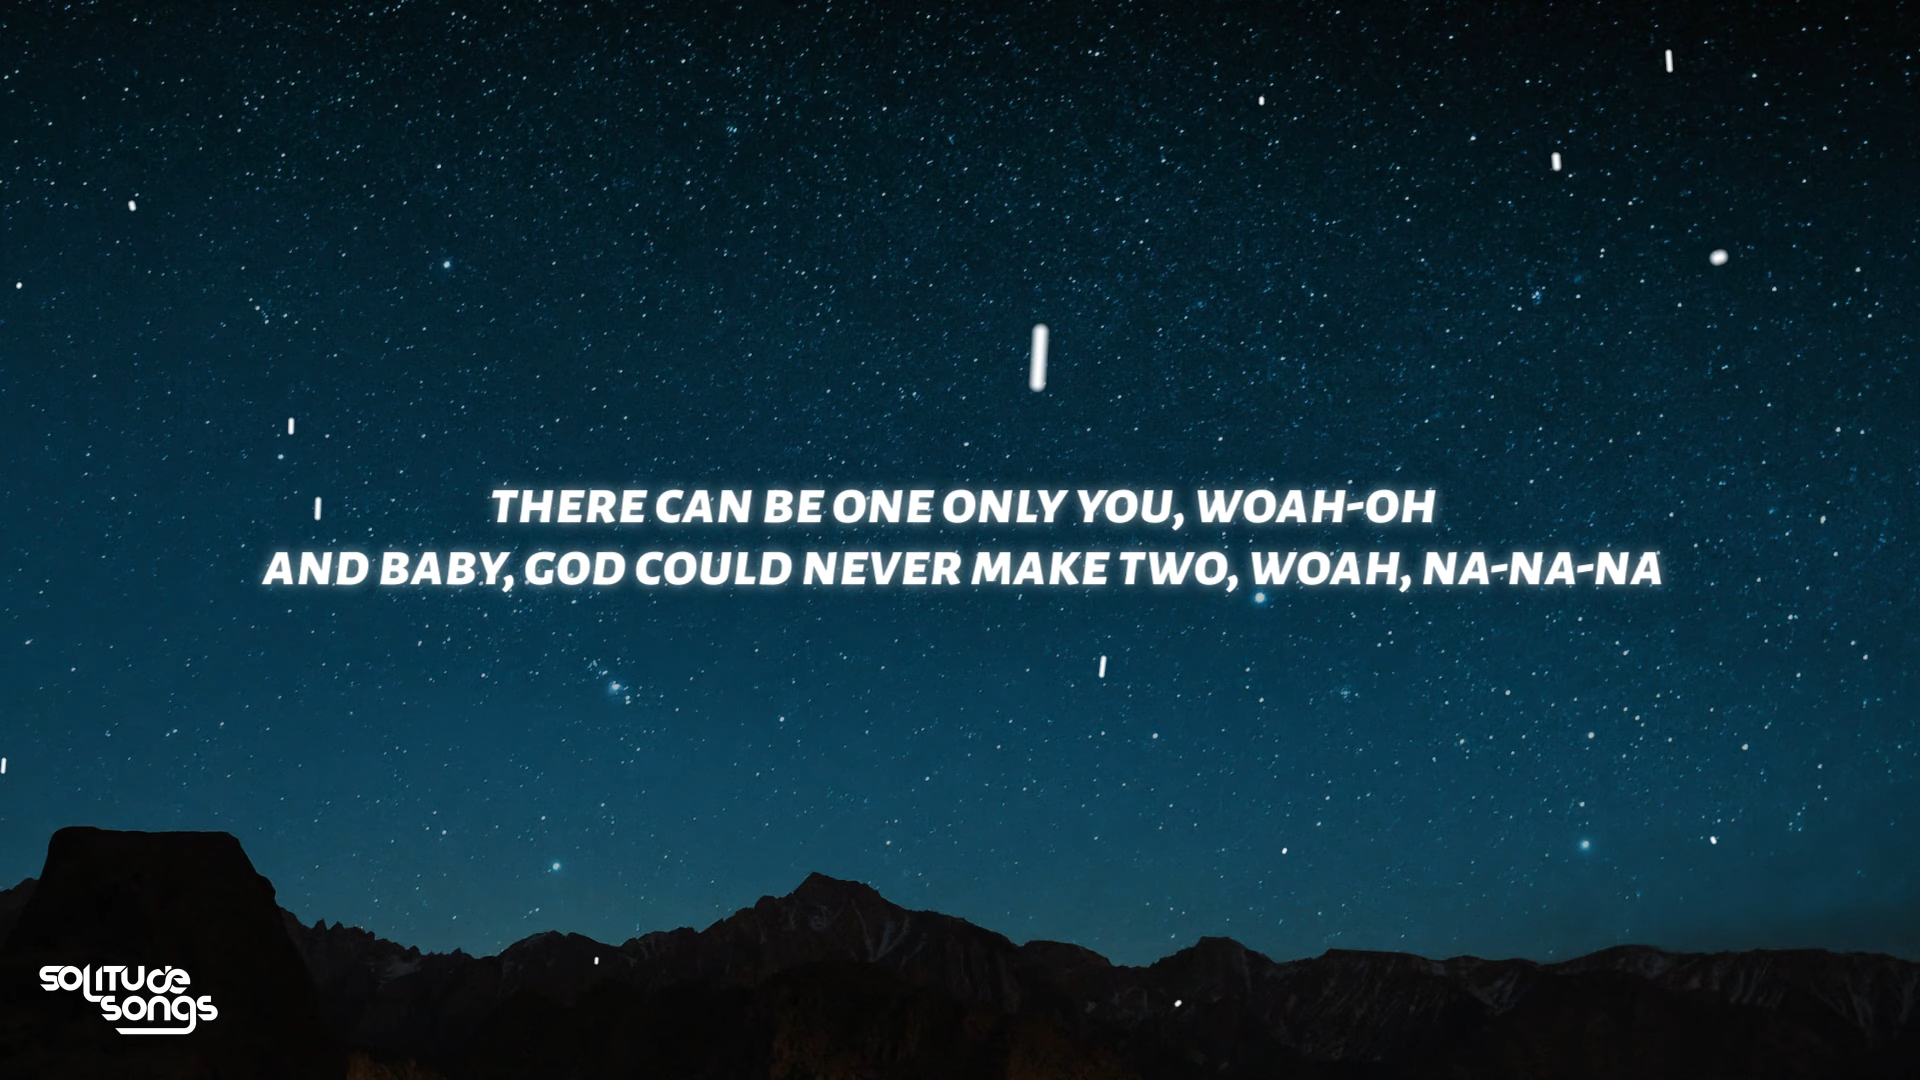 THERE CAN BE ONE ONLY YOU, WOAH-OH
AND BABY, GOD COULD NEVER MAKE TWO, WOAH, NA-NA-NA
SOLITUDE
SONGS